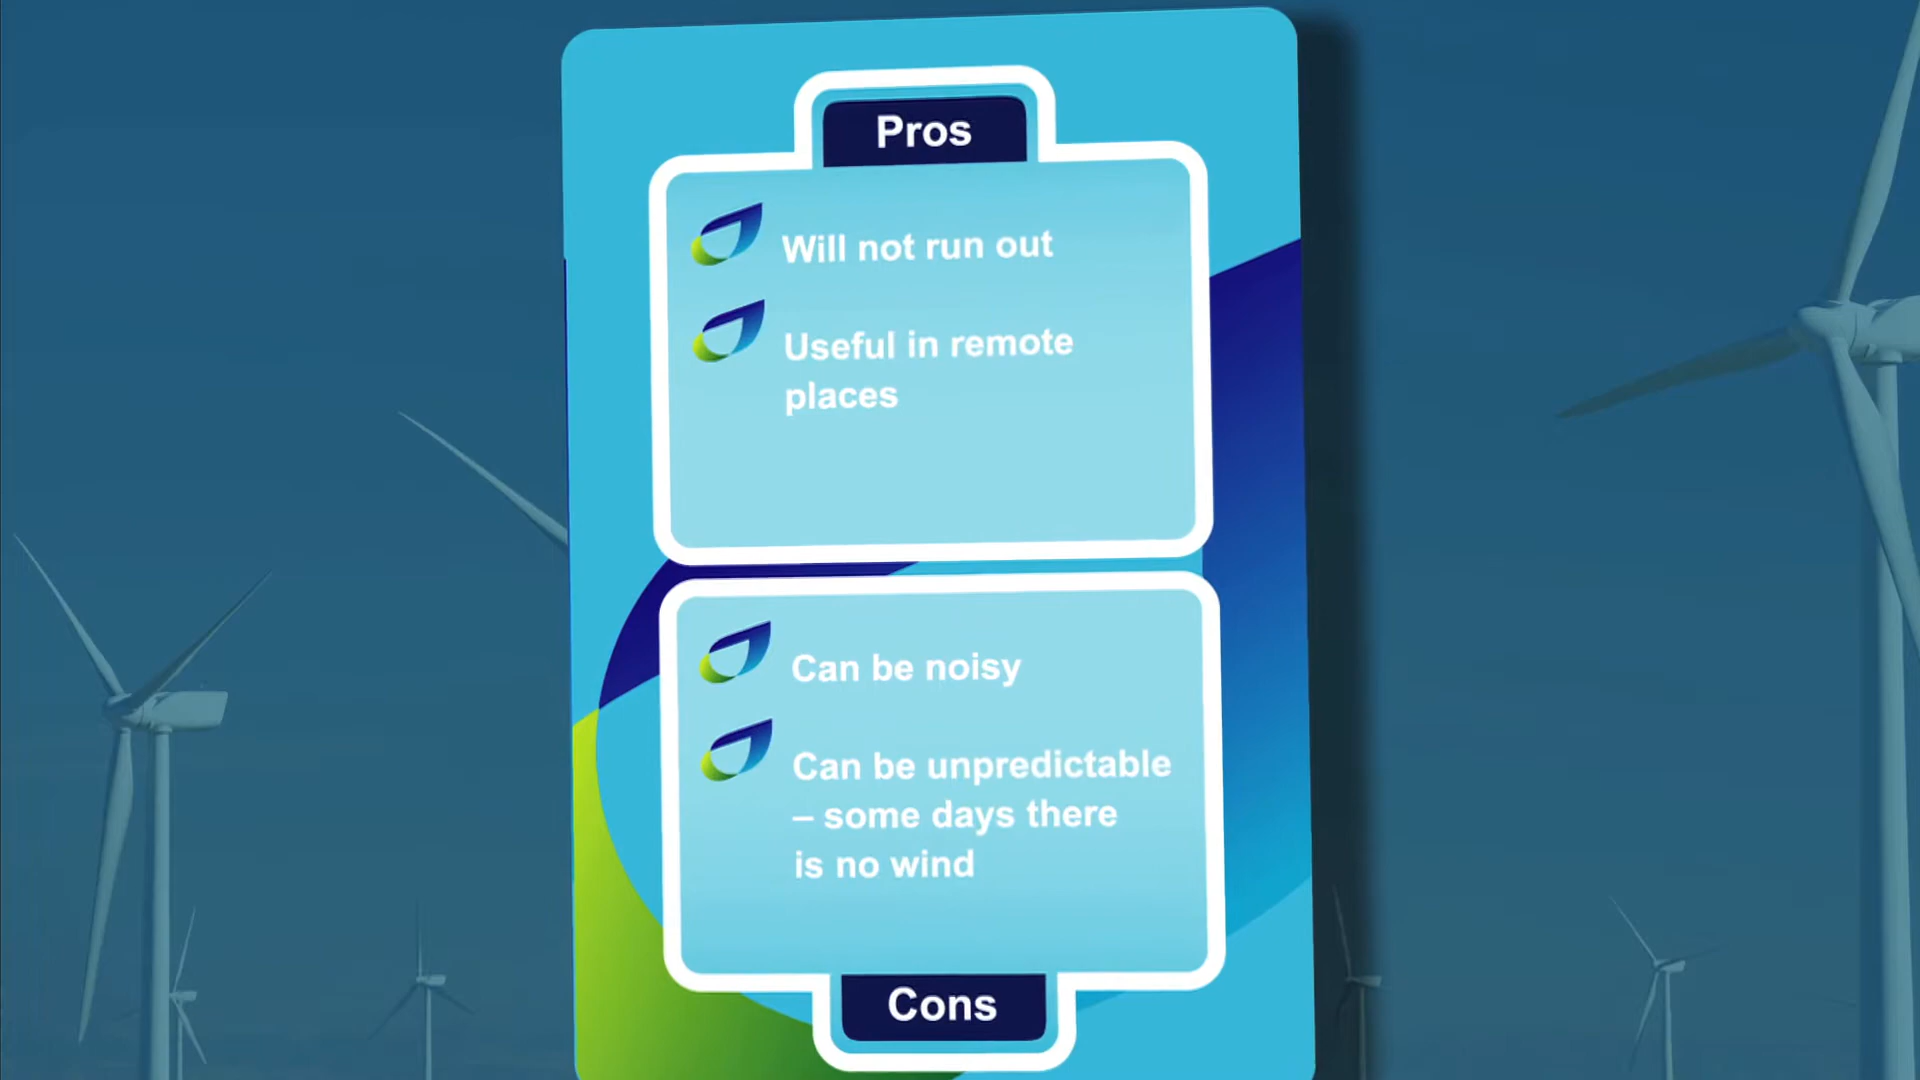 Pros
Will not run out
Useful in remote
places
Can be noisy
Can be unpredictable
– some days there
is no wind
Cons